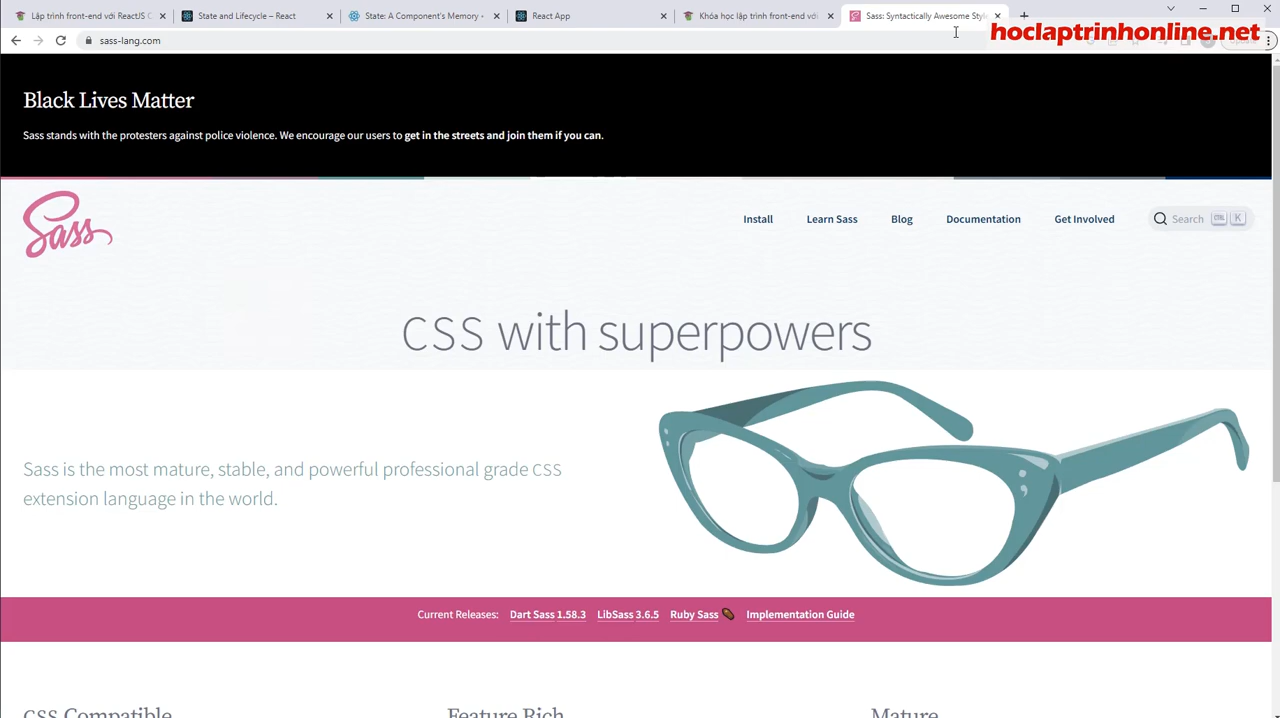 Lập trình front-end với ReactJS C
State and Lifecycle – React
State: A Component's Memory
React App
Khóa học lập trình front-end với
Sass: Syntactically Awesome Style
sass-lang.com
hoclaptrinhonline.net
Black Lives Matter
Sass stands with the protesters against police violence. We encourage our users to get in the streets and join them if you can.
Sass
Install
Learn Sass
Blog
Documentation
Get Involved
Search
CTRL
K
CSS with superpowers
Sass is the most mature, stable, and powerful professional grade CSS
extension language in the world.
Current Releases: Dart Sass 1.58.3 LibSass 3.6.5 Ruby Sass Implementation Guide
CSS Compatible
Feature Rich
Mature